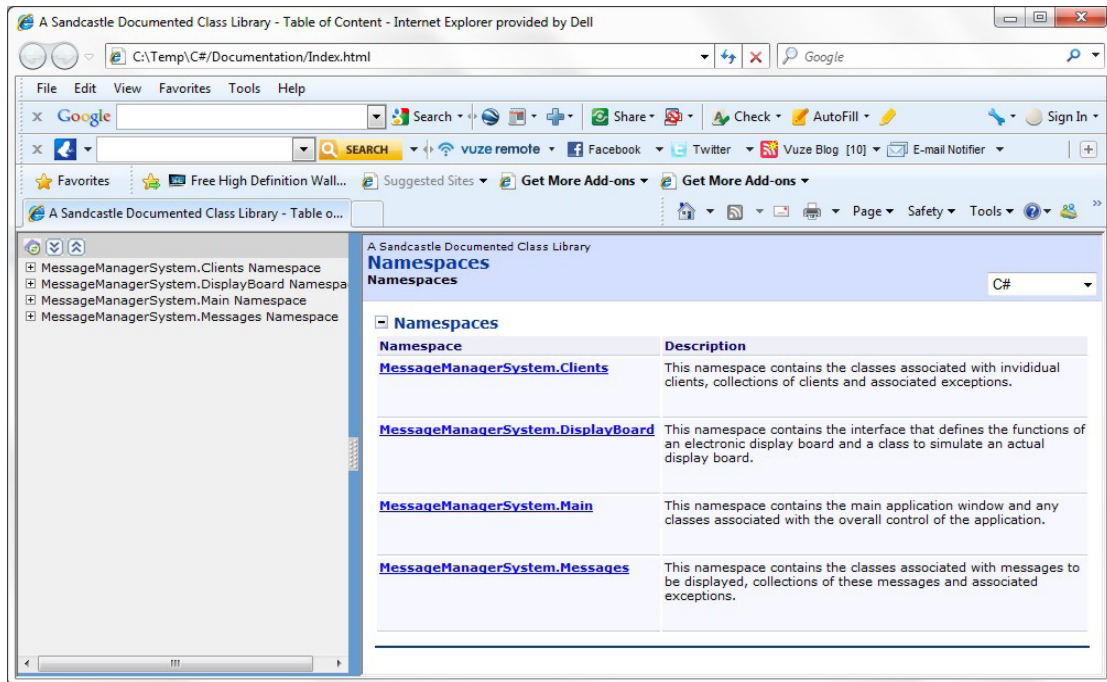 A Sandcastle Documented Class Library - Table of Content - Internet Explorer provided by Dell
C:\Temp\C#/Documentation/Index.html
Google
File Edit View Favorites Tools Help
x Google Search Share Check AutoFill Sign In
x SEARCH vuze remote Facebook Twitter Vuze Blog [10] E-mail Notifier
Favorites Free High Definition Wall... Suggested Sites Get More Add-ons Get More Add-ons
A Sandcastle Documented Class Library - Table o... Page Safety Tools »
MessageManagerSystem.Clients Namespace
MessageManagerSystem.DisplayBoard Namespa
MessageManagerSystem.Main Namespace
MessageManagerSystem.Messages Namespace
A Sandcastle Documented Class Library
Namespaces
Namespaces
C#
Namespaces
Namespace Description
MessageManagerSystem.Clients This namespace contains the classes associated with invididual
clients, collections of clients and associated exceptions.
MessageManagerSystem.DisplayBoard This namespace contains the interface that defines the functions of
an electronic display board and a class to simulate an actual
display board.
MessageManagerSystem.Main This namespace contains the main application window and any
classes associated with the overall control of the application.
MessageManagerSystem.Messages This namespace contains the classes associated with messages to
be displayed, collections of these messages and associated
exceptions.